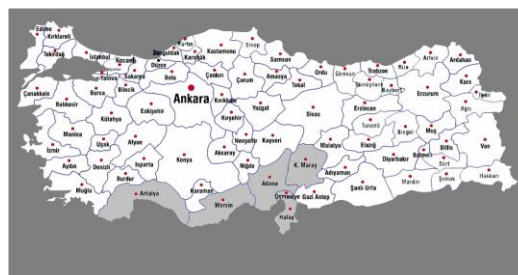 Edirne
Kırklareli
Tekirdağ
İstanbul
Kocaeli
Yalova
Sakarya
Düzce
Zonguldak
Bartın
Karabük
Kastamonu
Sinop
Samsun
Ordu
Giresun
Trabzon
Rize
Artvin
Ardahan
Çanakkale
Balıkesir
Bursa
Bilecik
Bolu
Çankırı
Çorum
Amasya
Tokat
Gümüşhane
Bayburt
Erzurum
Kars
Iğdır
Ağrı
Ankara
Eskişehir
Kütahya
Kırıkkale
Kırşehir
Yozgat
Sivas
Erzincan
Tunceli
Bingöl
Muş
Manisa
İzmir
Uşak
Afyon
Konya
Aksaray
Nevşehir
Kayseri
Malatya
Elazığ
Diyarbakır
Batman
Bitlis
Siirt
Van
Aydın
Denizli
Isparta
Burdur
Muğla
Antalya
Karaman
Niğde
Mersin
Adana
K. Maraş
Osmaniye
Hatay
Gazi Antep
Adıyaman
Şanlı Urfa
Mardin
Şırnak
Hakkari